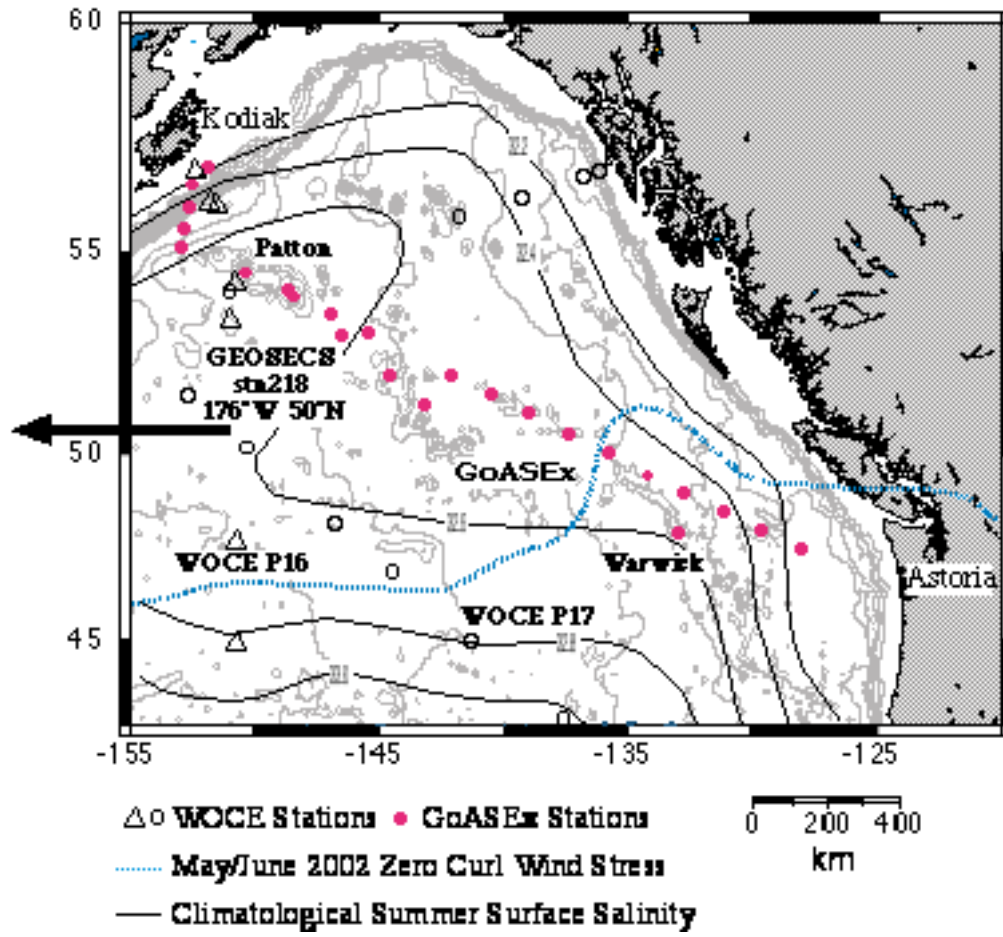 60
Kodiak
55
Patton
GEOSECS
stn218
176°W 50°N
50
GoASEx
WOCE P16
Warwick
Astoria
WOCE P17
45
-155
-145
-135
-125
WOCE Stations
GoASEx Stations
0 200 400
km
May/June 2002 Zero Curl Wind Stress
Climatological Summer Surface Salinity